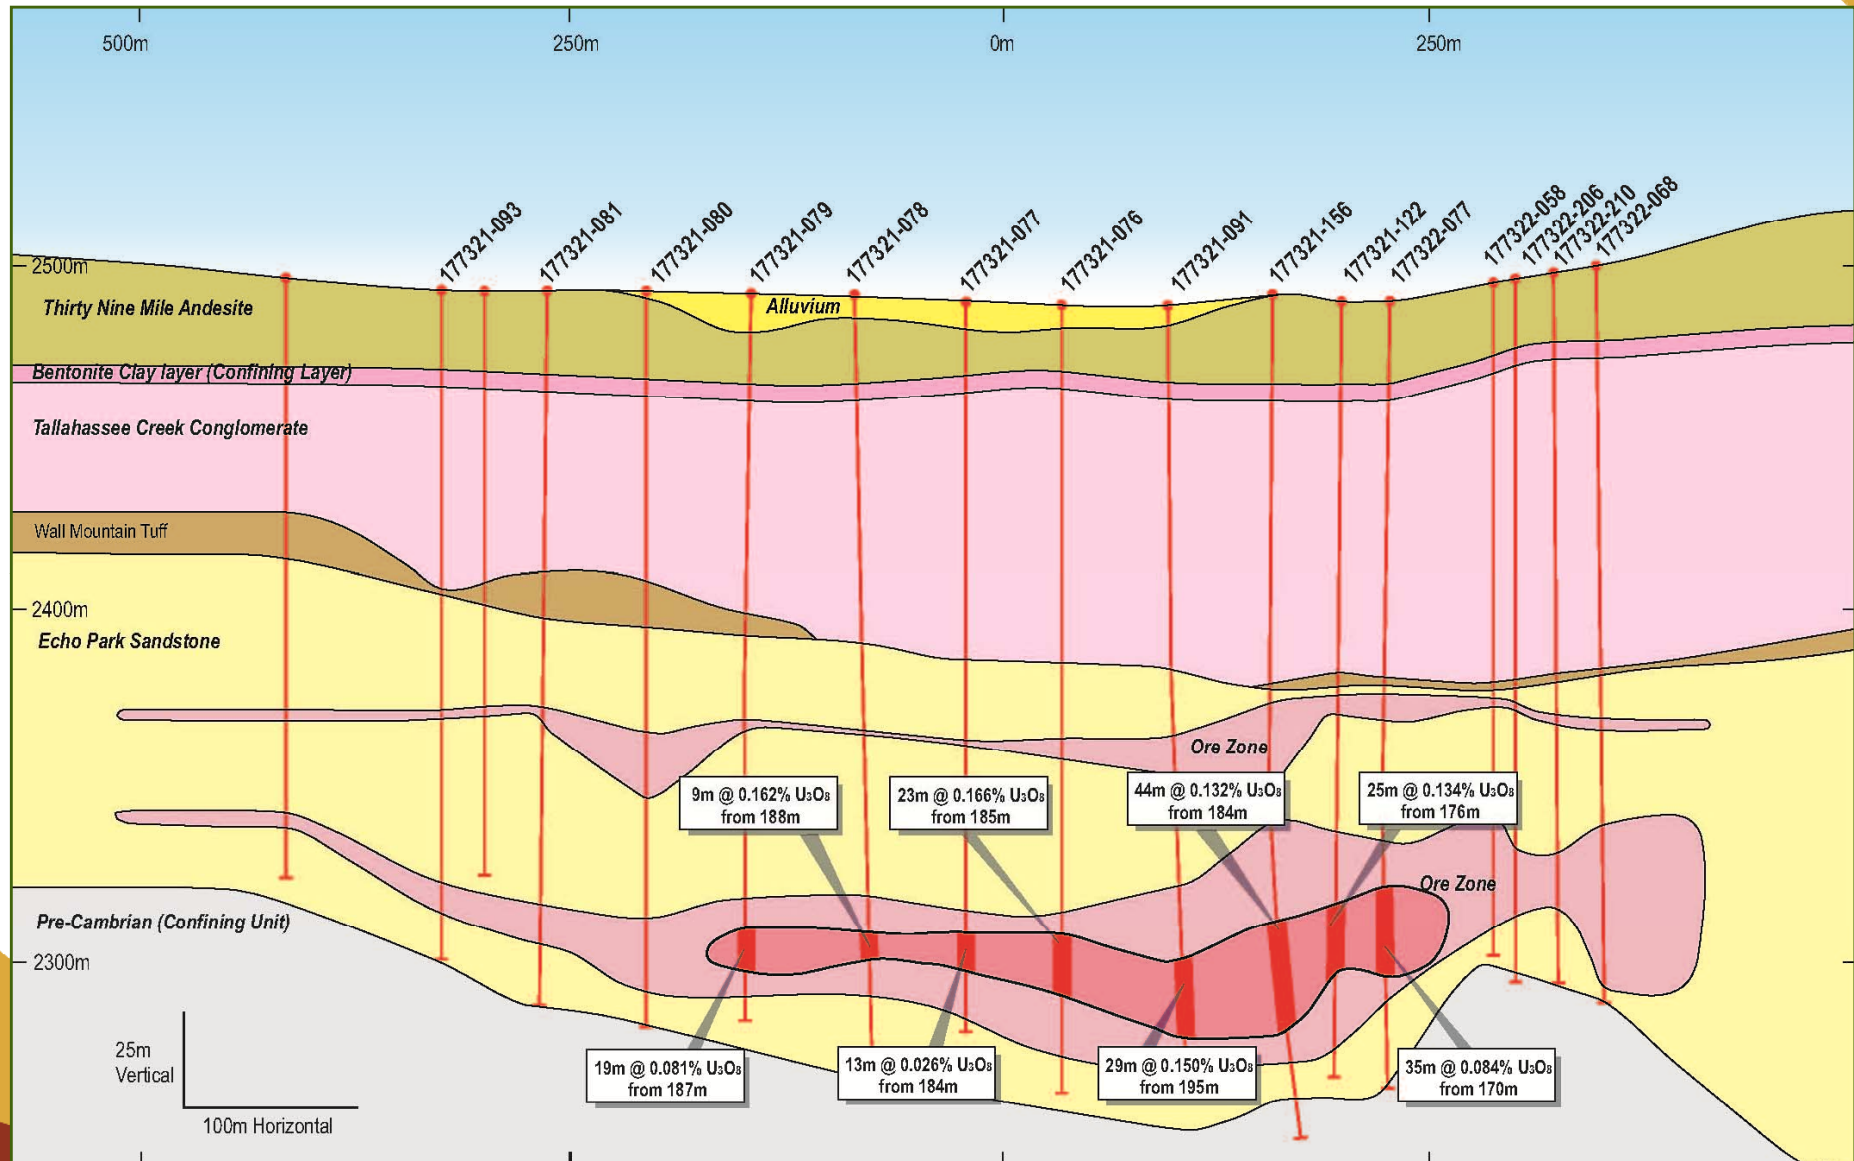 500m
250m
0m
250m
177321-093
177321-081
177321-080
177321-079
177321-078
177321-077
177321-076
177321-091
177321-156
177321-122
177322-077
177322-058
177322-206
177322-210
177322-068
2500m
Thirty Nine Mile Andesite
Alluvium
Bentonite Clay layer (Confining Layer)
Tallahassee Creek Conglomerate
Wall Mountain Tuff
2400m
Echo Park Sandstone
Ore Zone
9m @ 0.162% U₃O₈
from 188m
23m @ 0.166% U₃O₈
from 185m
44m @ 0.132% U₃O₈
from 184m
25m @ 0.134% U₃O₈
from 176m
Ore Zone
Pre-Cambrian (Confining Unit)
2300m
25m
Vertical
100m Horizontal
19m @ 0.081% U₃O₈
from 187m
13m @ 0.026% U₃O₈
from 184m
29m @ 0.150% U₃O₈
from 195m
35m @ 0.084% U₃O₈
from 170m